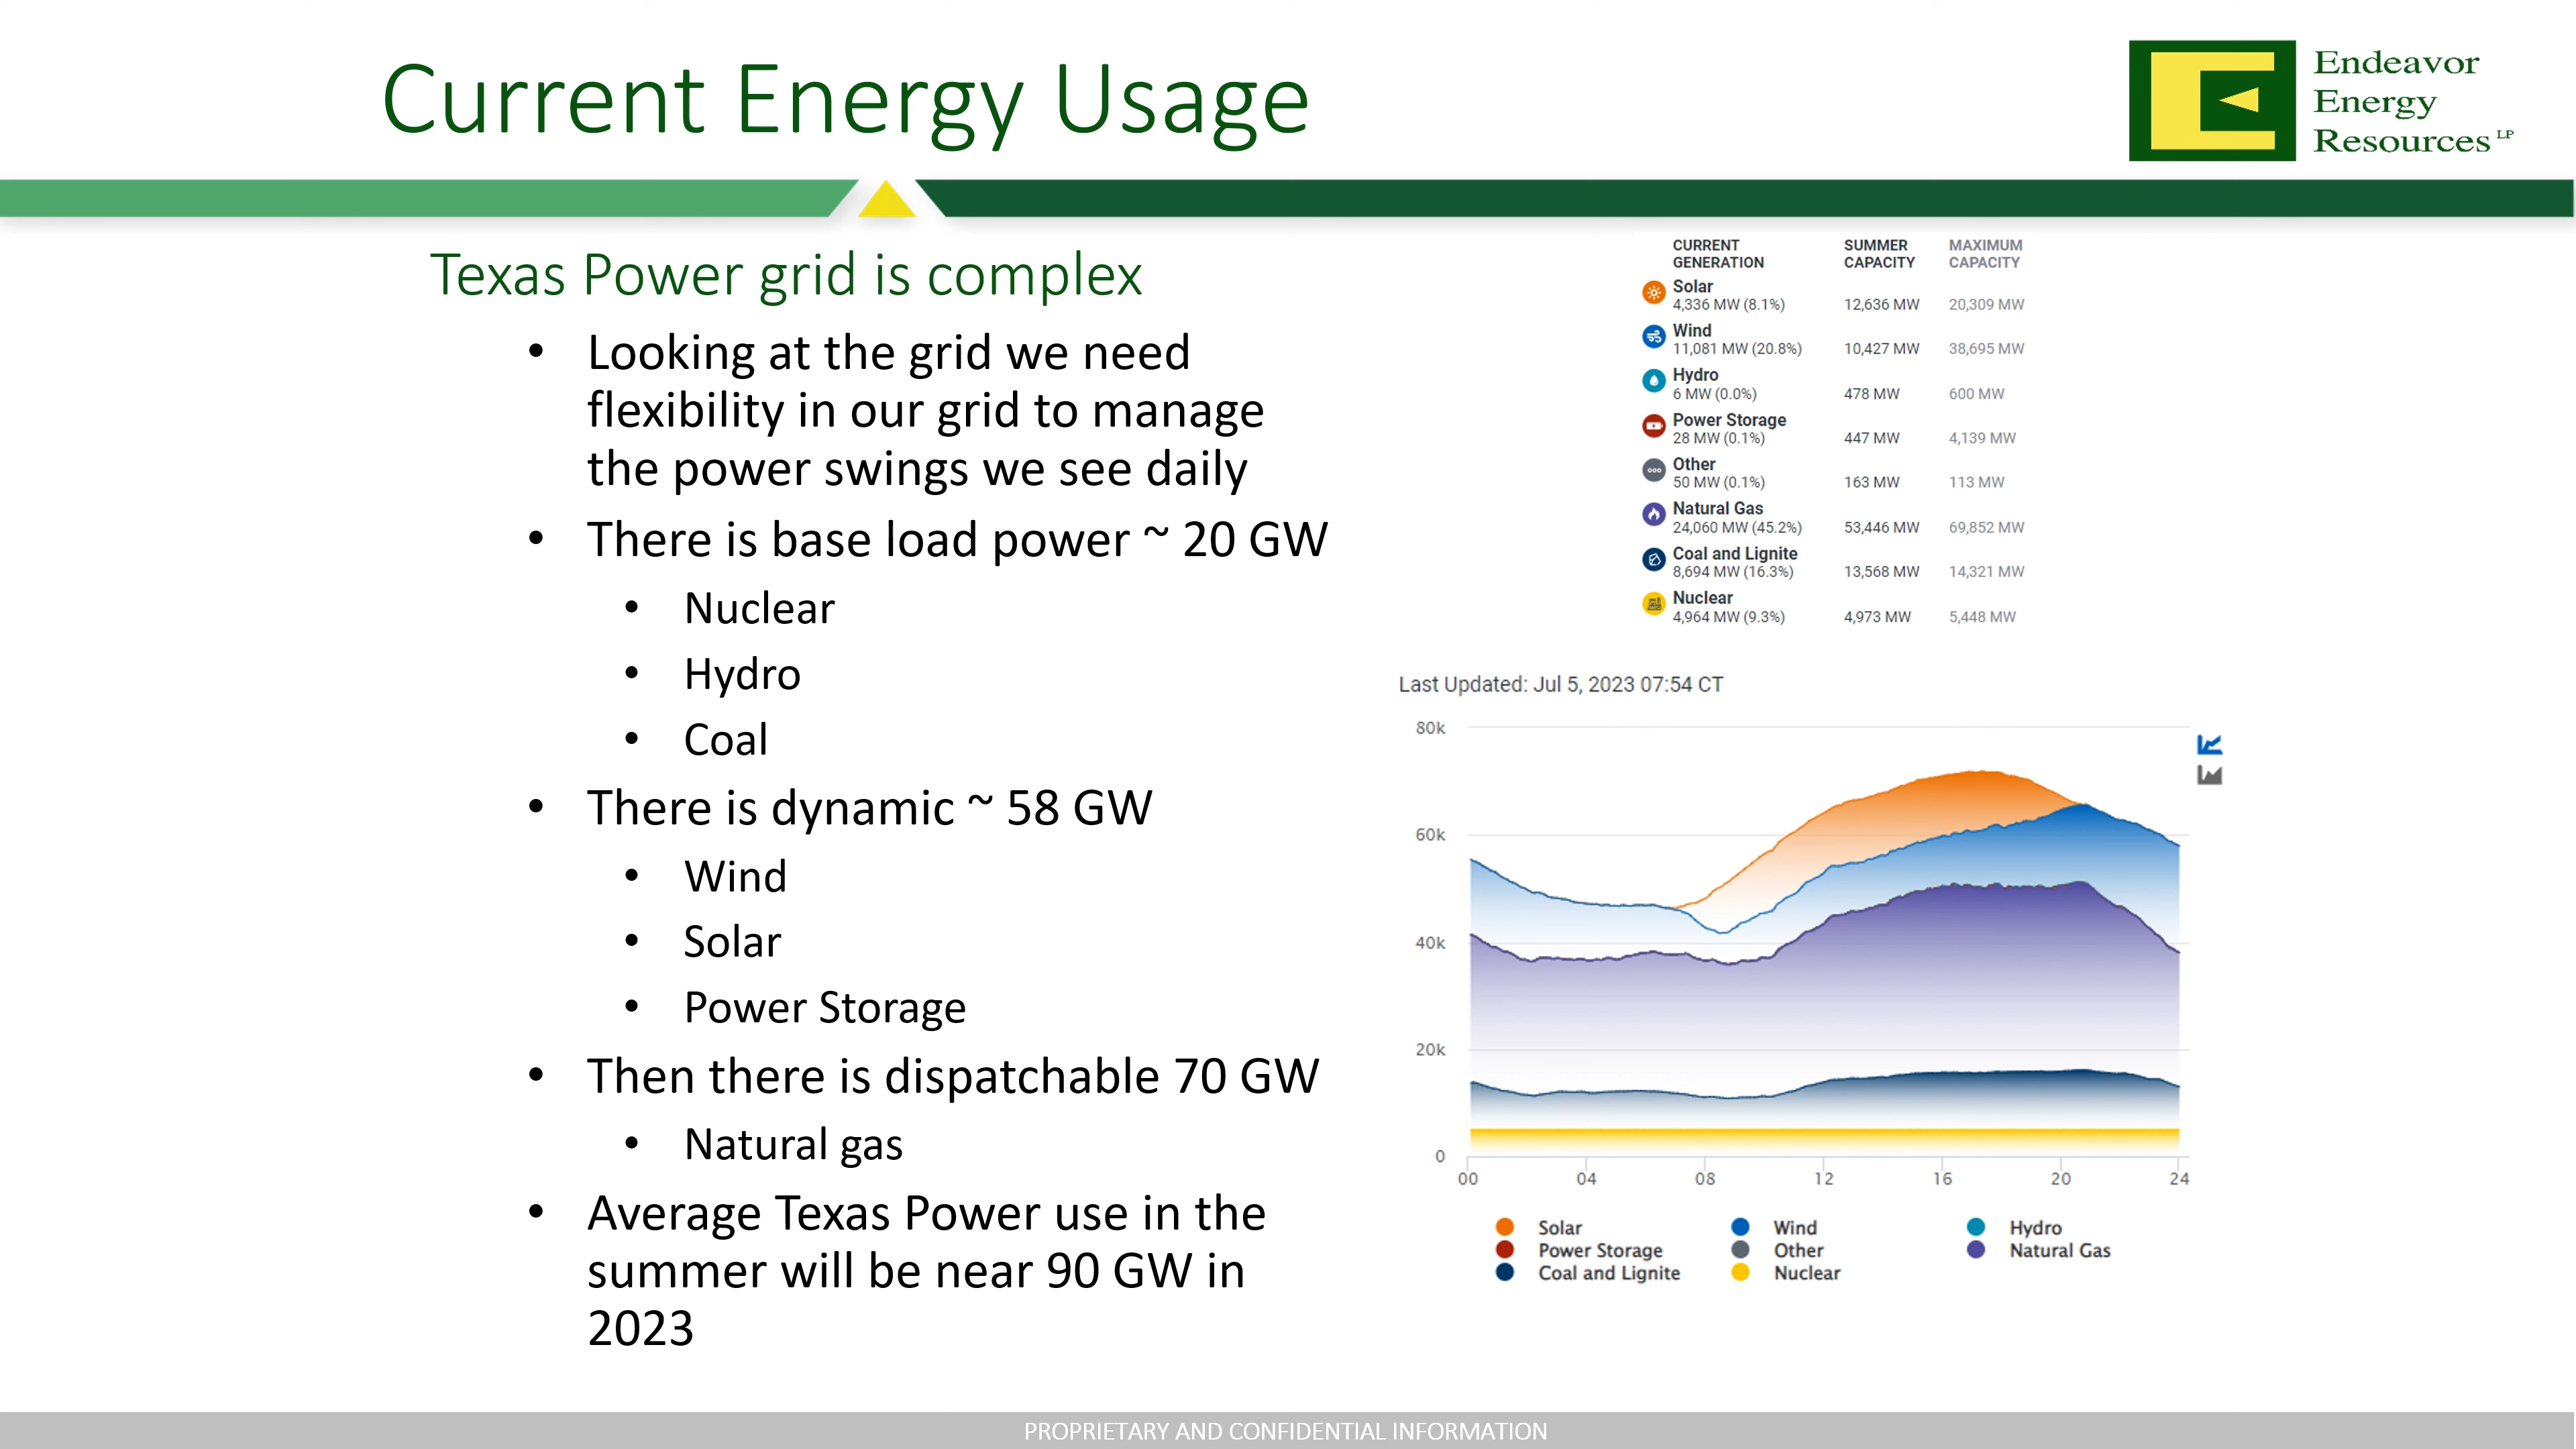 Current Energy Usage
Endeavor
Energy
Resources LP
Texas Power grid is complex
• Looking at the grid we need
flexibility in our grid to manage
the power swings we see daily
• There is base load power ~ 20 GW
• Nuclear
• Hydro
• Coal
• There is dynamic ~ 58 GW
• Wind
• Solar
• Power Storage
• Then there is dispatchable 70 GW
• Natural gas
• Average Texas Power use in the
summer will be near 90 GW in
2023
CURRENT SUMMER MAXIMUM
GENERATION CAPACITY CAPACITY
Solar
4,336 MW (8.1%) 12,636 MW 20,309 MW
Wind
11,081 MW (20.8%) 10,427 MW 38,695 MW
Hydro
6 MW (0.0%) 478 MW 600 MW
Power Storage
28 MW (0.1%) 447 MW 4,139 MW
Other
50 MW (0.1%) 163 MW 113 MW
Natural Gas
24,060 MW (45.2%) 53,446 MW 69,852 MW
Coal and Lignite
8,694 MW (16.3%) 13,568 MW 14,321 MW
Nuclear
4,964 MW (9.3%) 4,973 MW 5,448 MW
Last Updated: Jul 5, 2023 07:54 CT
80k
60k
40k
20k
0
00 04 08 12 16 20 24
Solar Wind Hydro
Power Storage Other Natural Gas
Coal and Lignite Nuclear
PROPRIETARY AND CONFIDENTIAL INFORMATION